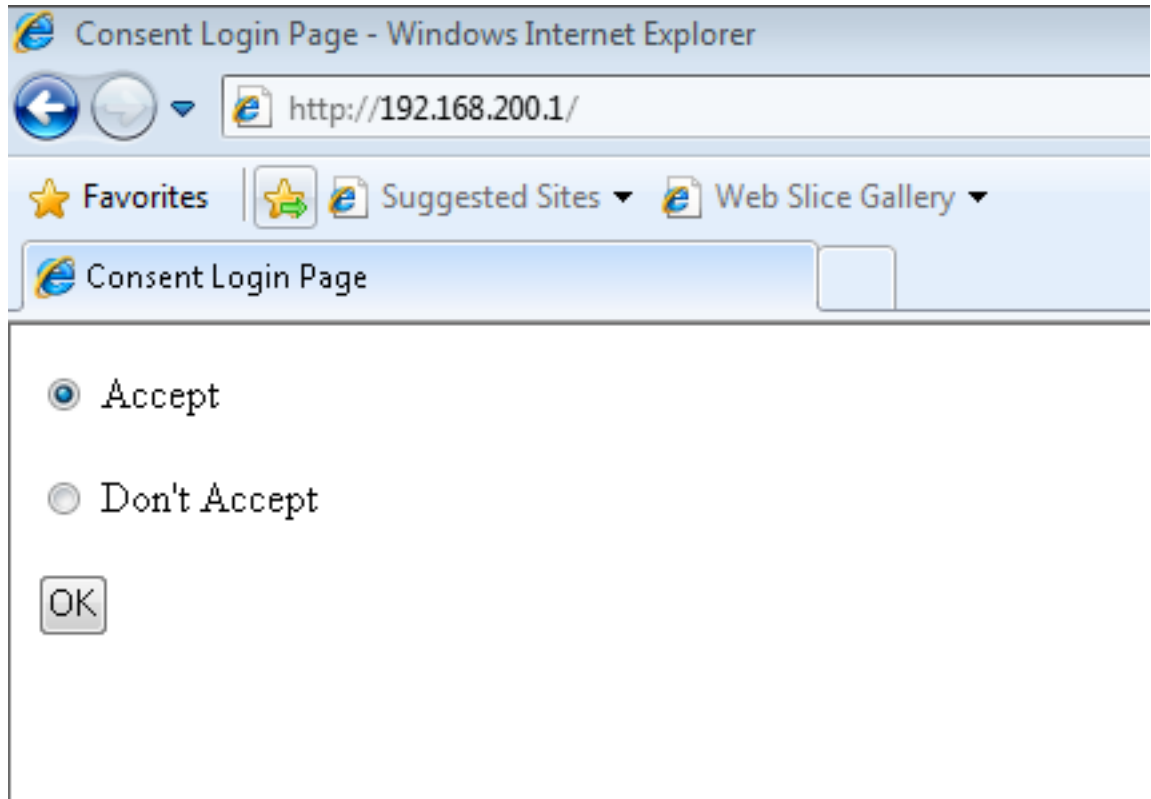 Consent Login Page - Windows Internet Explorer
http://192.168.200.1/
Favorites Suggested Sites Web Slice Gallery
Consent Login Page
Accept
Don't Accept
OK